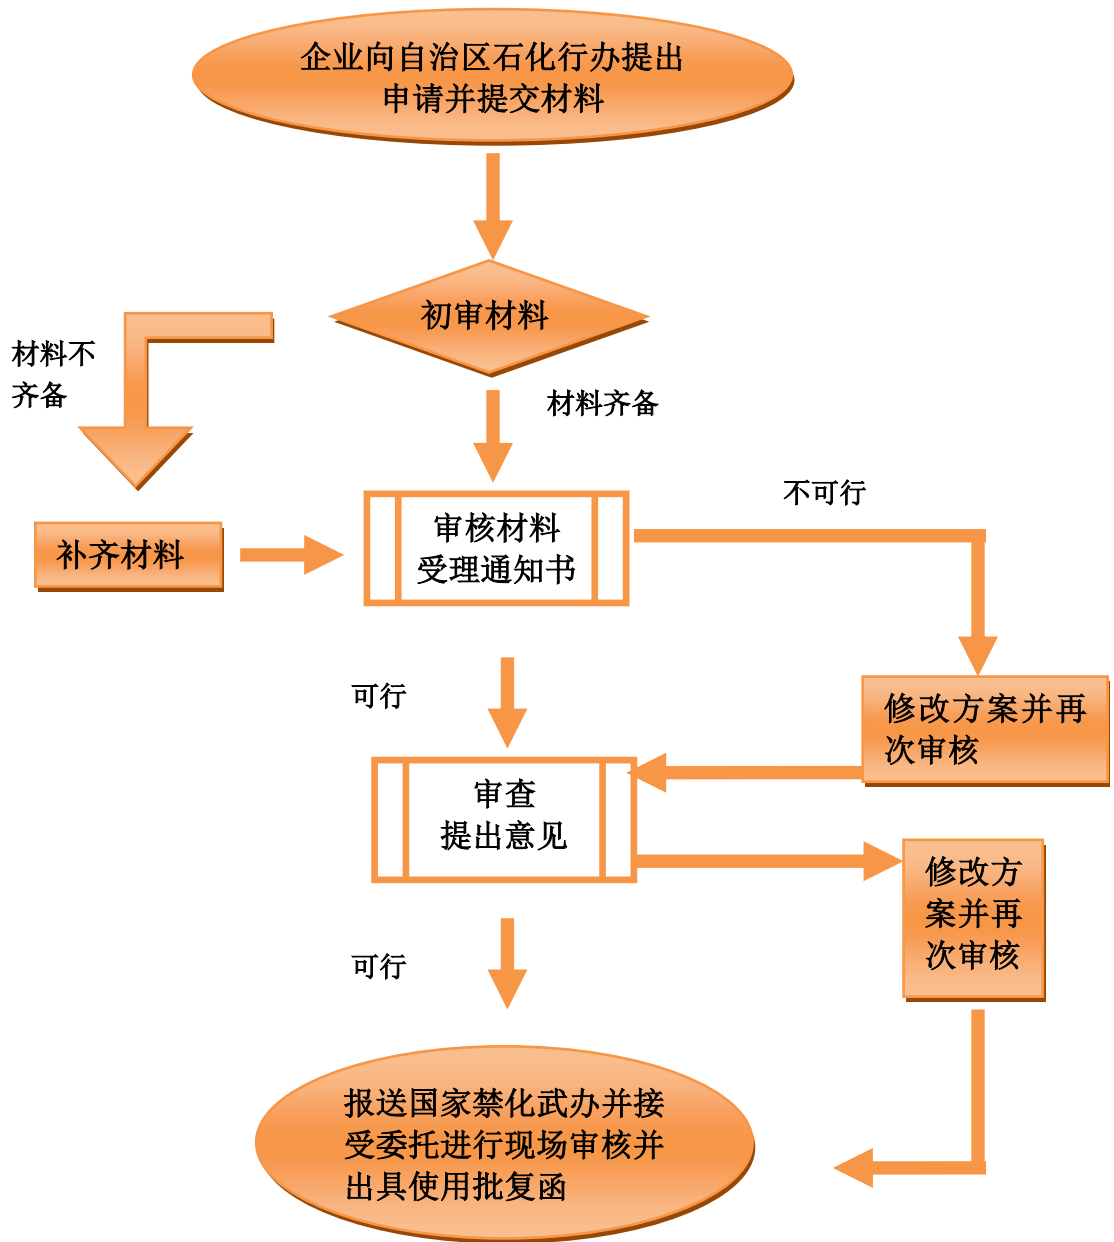 企业向自治区石化行办提出
申请并提交材料
初审材料
材料不
齐备
材料齐备
不可行
审核材料
受理通知书
补齐材料
可行
修改方案并再
次审核
审查
提出意见
修改方
案并再
次审核
可行
报送国家禁化武办并接
受委托进行现场审核并
出具使用批复函